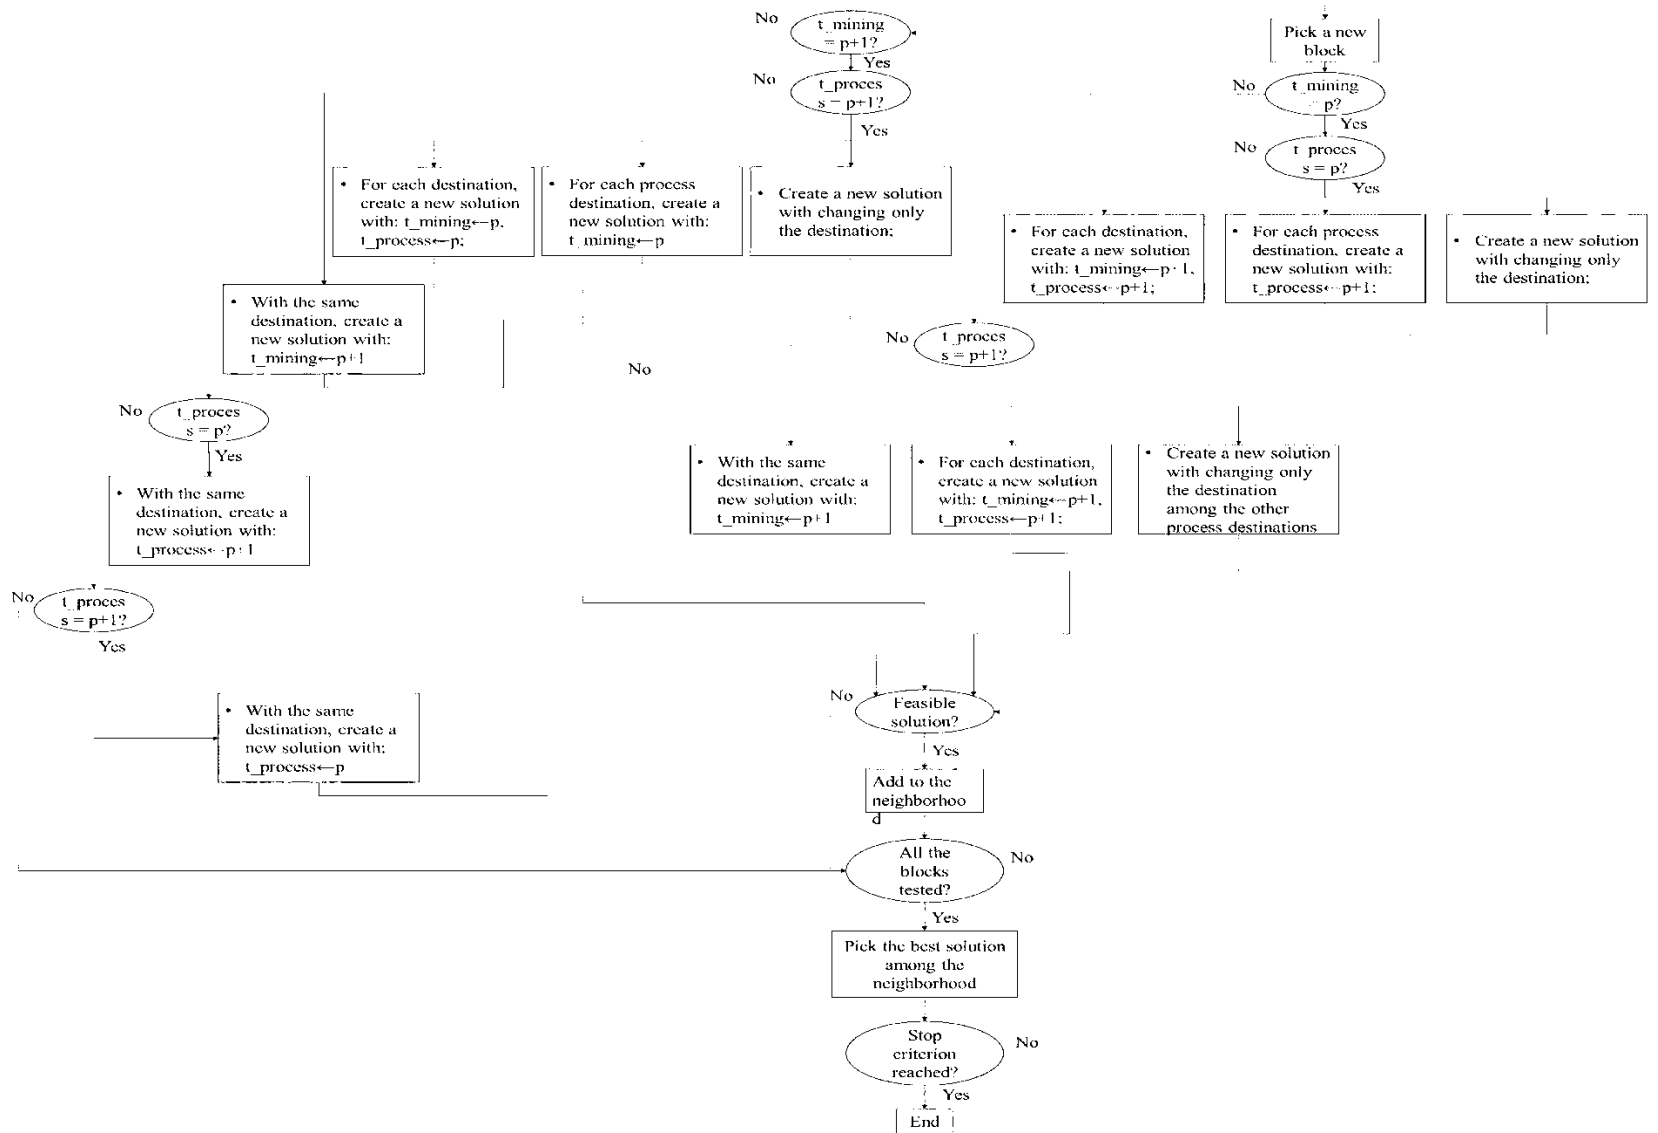 No
t_mining
= p+1?
Yes
No
t_proces
s = p+1?
Yes
Pick a new
block
No
t_mining
= p?
Yes
No
t_proces
s = p?
Yes
• For each destination,
create a new solution
with: t_mining←p,
t_process←p;
• For each process
destination, create a
new solution with:
t_mining←p
• Create a new solution
with changing only
the destination;
• For each destination,
create a new solution
with: t_mining←p+1,
t_process←p+1;
• For each process
destination, create a
new solution with:
t_process←p+1;
• Create a new solution
with changing only
the destination;
• With the same
destination, create a
new solution with:
t_mining←p+1
No
t_proces
s = p+1?
No
No
t_proces
s = p?
Yes
• With the same
destination, create a
new solution with:
t_process←p+1
• With the same
destination, create a
new solution with:
t_mining←p+1
• For each destination,
create a new solution
with: t_mining←p+1,
t_process←p+1;
• Create a new solution
with changing only
the destination
among the other
process destinations
No
t_proces
s = p+1?
Yes
• With the same
destination, create a
new solution with:
t_process←p
No
Feasible
solution?
Yes
Add to the
neighborhoo
d
All the
blocks
tested?
No
Yes
Pick the best solution
among the
neighborhood
Stop
criterion
reached?
No
Yes
End